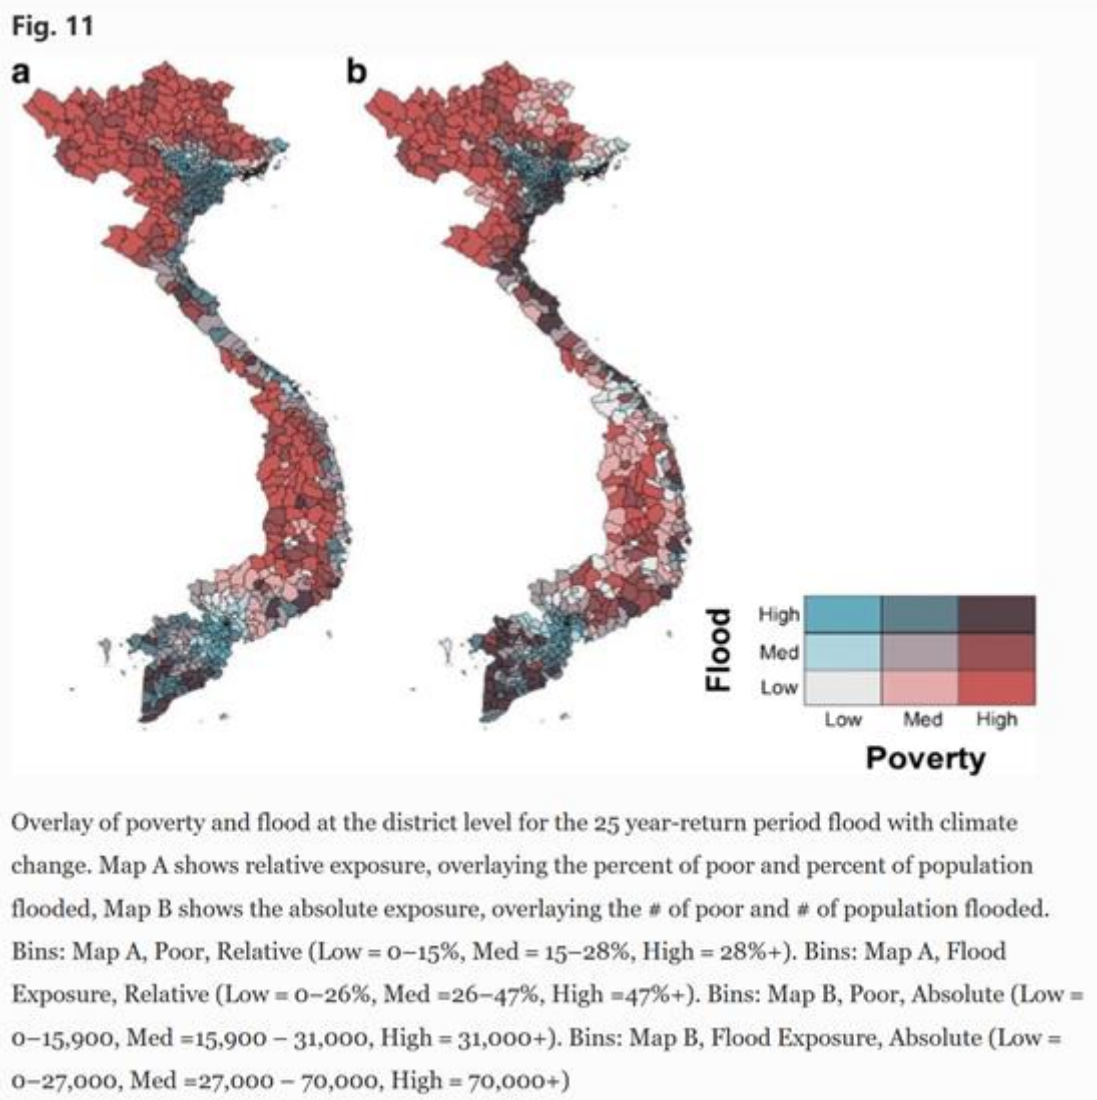 Fig. 11
a
b
Flood
High
Med
Low
Low Med High
Poverty
Overlay of poverty and flood at the district level for the 25 year-return period flood with climate
change. Map A shows relative exposure, overlaying the percent of poor and percent of population
flooded, Map B shows the absolute exposure, overlaying the # of poor and # of population flooded.
Bins: Map A, Poor, Relative (Low = 0–15%, Med = 15–28%, High = 28%+). Bins: Map A, Flood
Exposure, Relative (Low = 0–26%, Med =26–47%, High =47%+). Bins: Map B, Poor, Absolute (Low =
0–15,900, Med =15,900 – 31,000, High = 31,000+). Bins: Map B, Flood Exposure, Absolute (Low =
0–27,000, Med =27,000 – 70,000, High = 70,000+)